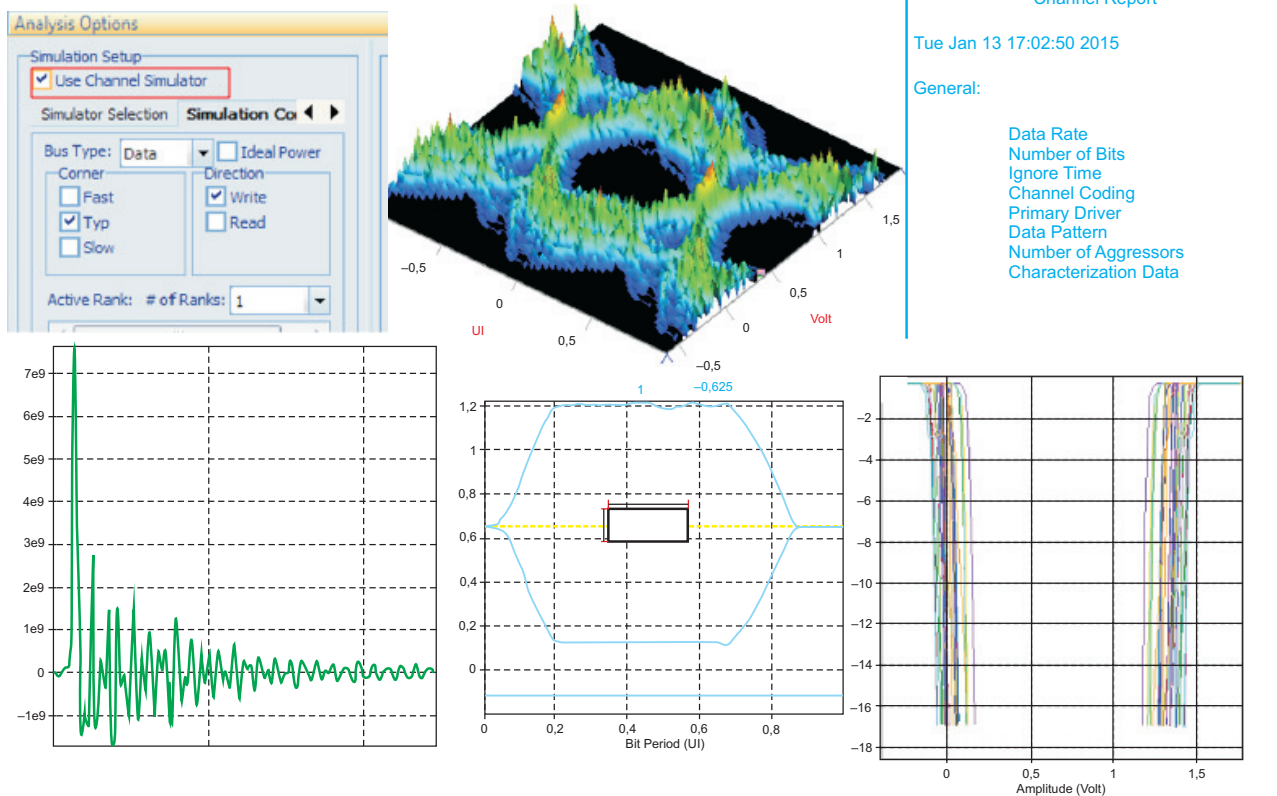 Analysis Options
Simulation Setup
Use Channel Simulator
Simulator Selection Simulation Co
Bus Type: Data Ideal Power
Corner Direction
Fast Write
Typ Read
Slow
Active Rank: # of Ranks: 1
–0,5
0
0,5
UI
–0,5
0
0,5
1
1,5
Volt
Channel Report
Tue Jan 13 17:02:50 2015
General:
Data Rate
Number of Bits
Ignore Time
Channel Coding
Primary Driver
Data Pattern
Number of Aggressors
Characterization Data
7e9
6e9
5e9
4e9
3e9
2e9
1e9
0
–1e9
1 –0,625
1,2
1
0,8
0,6
0,4
0,2
0
0 0,2 0,4 0,6 0,8
Bit Period (UI)
–2
–4
–6
–8
–10
–12
–14
–16
–18
0 0,5 1 1,5
Amplitude (Volt)